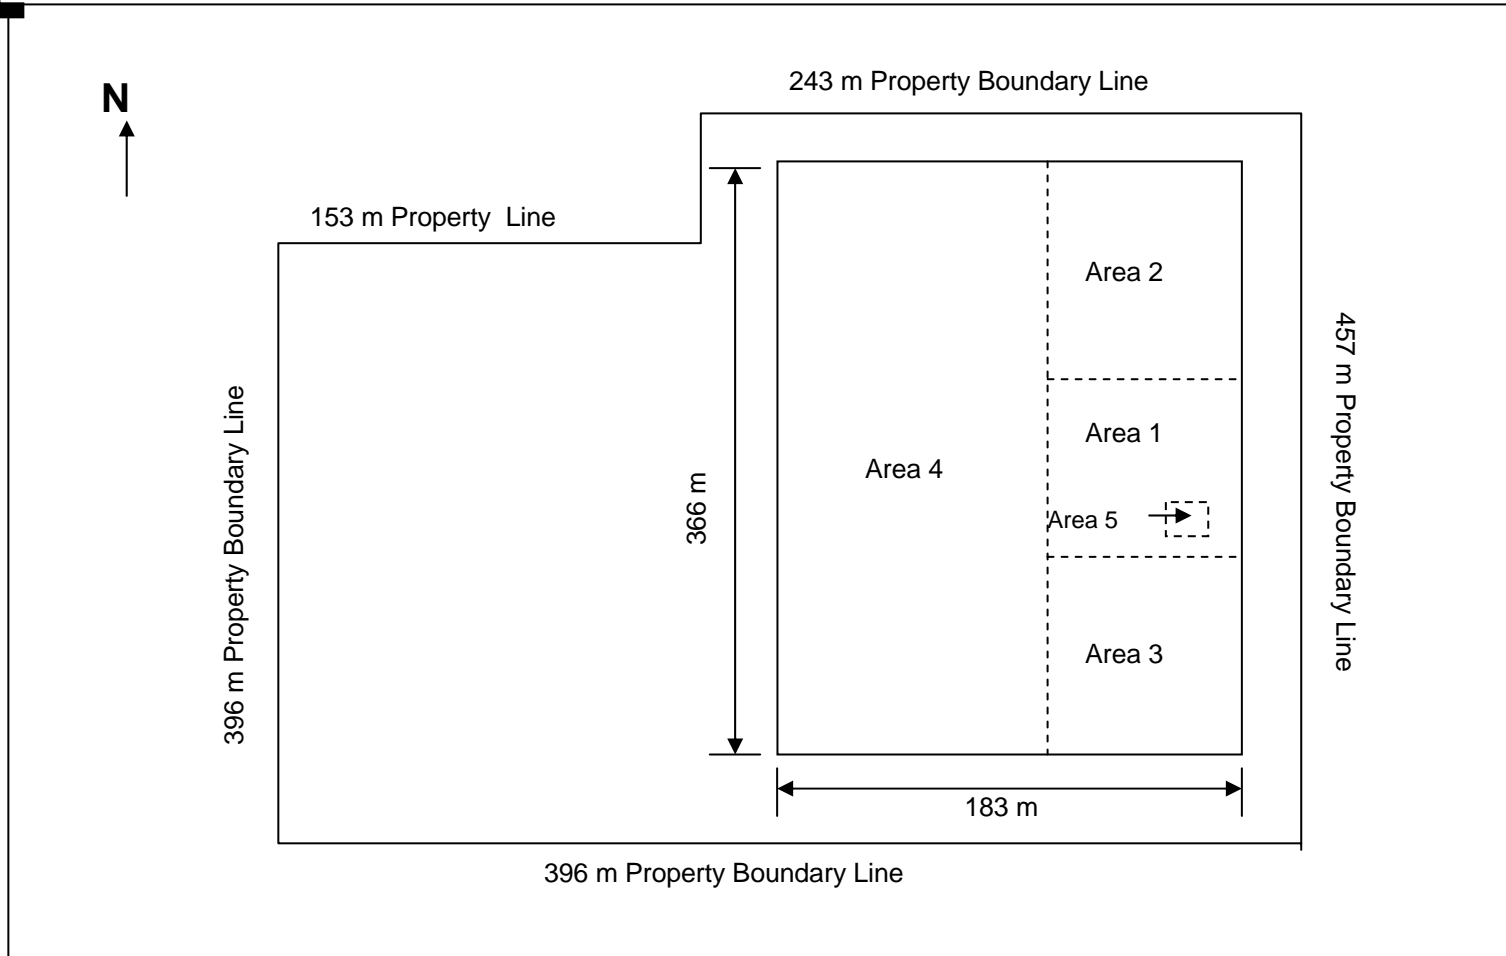 243 m Property Boundary Line
N
153 m Property Line
Area 2
457 m Property Boundary Line
396 m Property Boundary Line
Area 1
Area 4
366 m
Area 5
Area 3
183 m
396 m Property Boundary Line